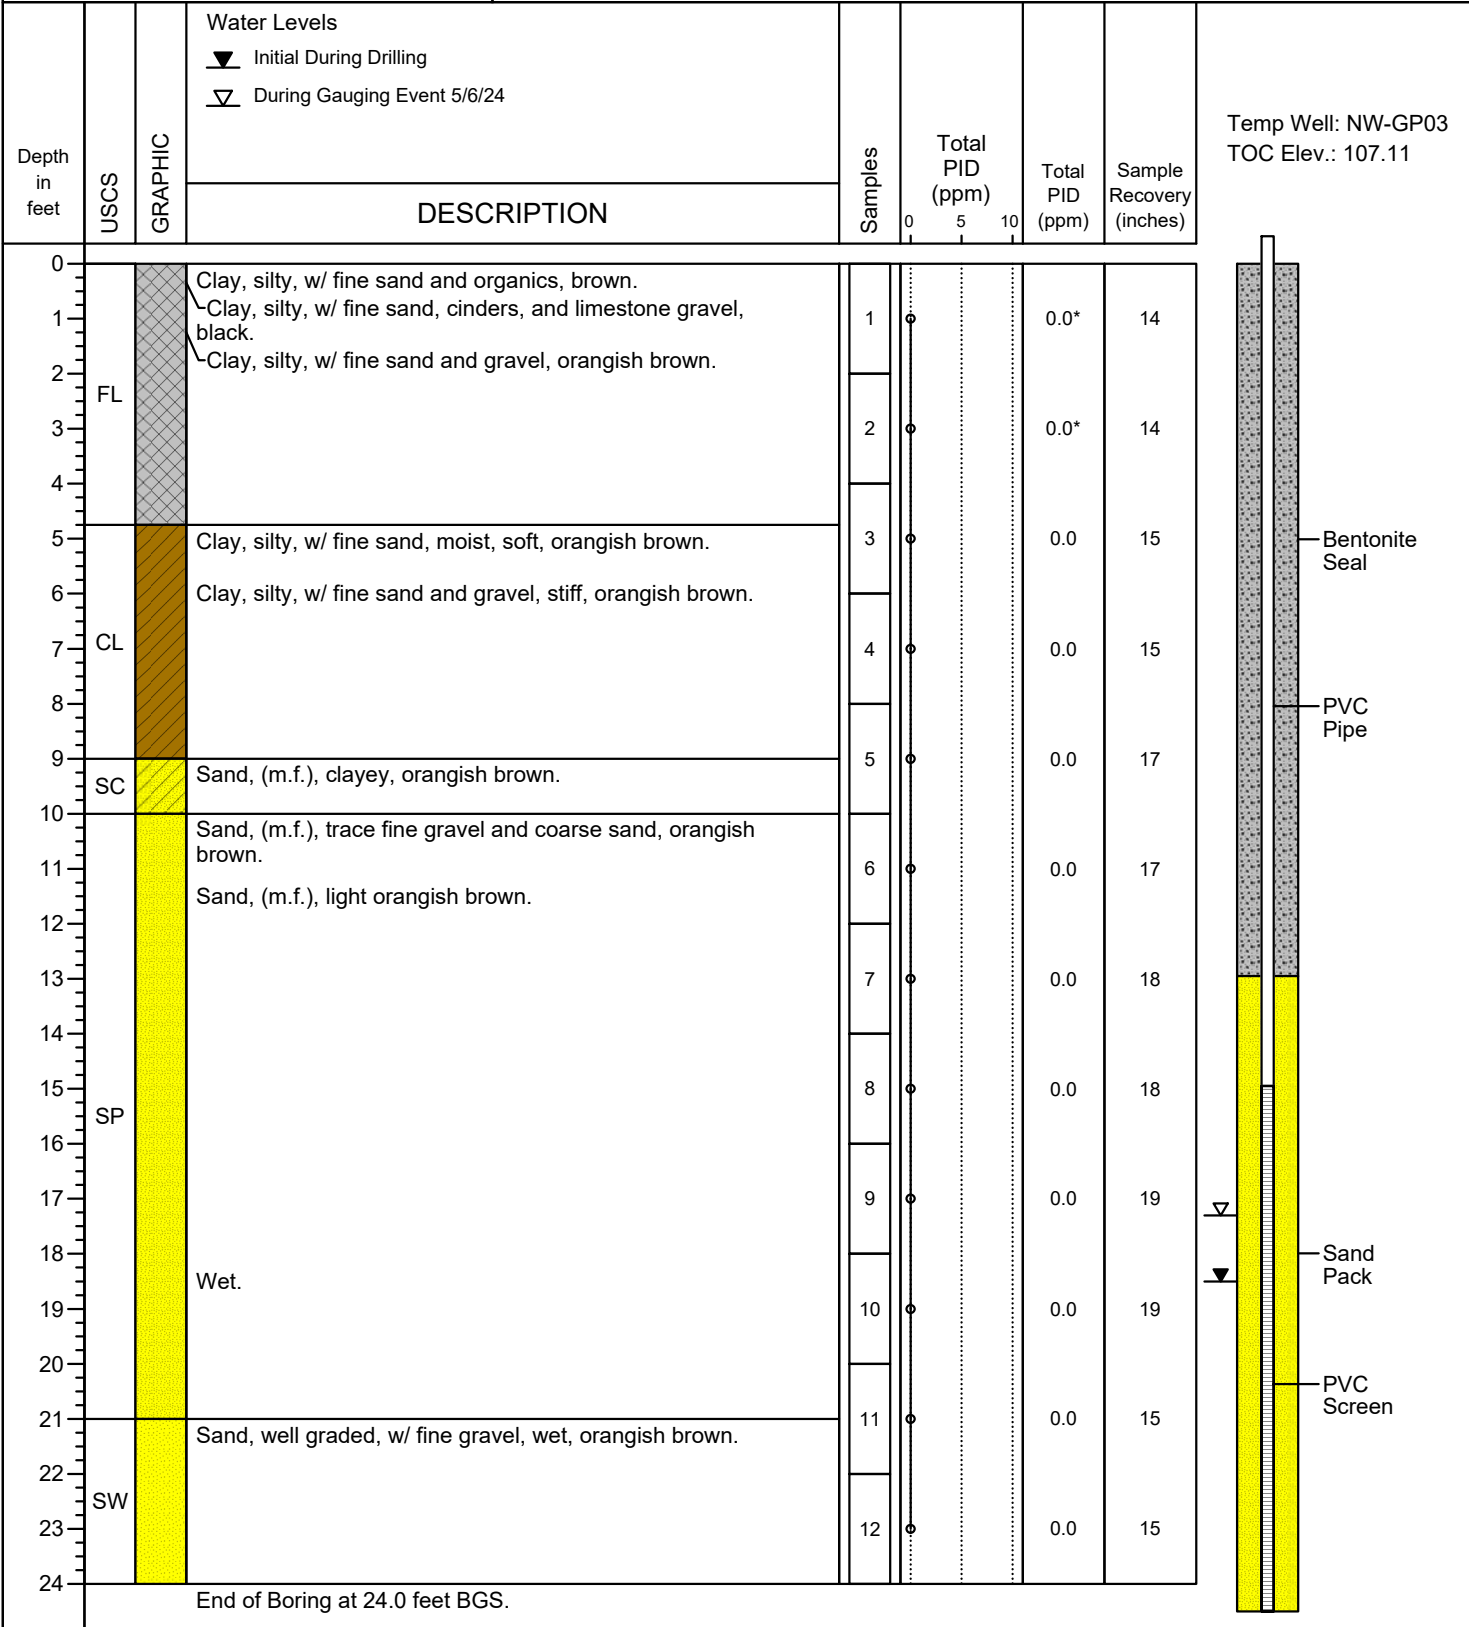 Water Levels
Initial During Drilling
During Gauging Event 5/6/24
Temp Well: NW-GP03
TOC Elev.: 107.11
Depth
in
feet
USCS
GRAPHIC
DESCRIPTION
Samples
Total
PID
(ppm)
0 5 10
Total
PID
(ppm)
Sample
Recovery
(inches)
0
Clay, silty, w/ fine sand and organics, brown.
Clay, silty, w/ fine sand, cinders, and limestone gravel,
black.
1
1 0.0* 14
Clay, silty, w/ fine sand and gravel, orangish brown.
2
FL
3
2 0.0* 14
4
5
Clay, silty, w/ fine sand, moist, soft, orangish brown.
3 0.0 15
Bentonite
Seal
6
Clay, silty, w/ fine sand and gravel, stiff, orangish brown.
CL
7
4 0.0 15
8
PVC
Pipe
9
5 0.0 17
Sand, (m.f.), clayey, orangish brown.
SC
10
Sand, (m.f.), trace fine gravel and coarse sand, orangish
brown.
11
6 0.0 17
Sand, (m.f.), light orangish brown.
12
13
7 0.0 18
14
15
8 0.0 18
SP
16
17
9 0.0 19
18
Sand
Pack
Wet.
19
10 0.0 19
20
PVC
Screen
21
11 0.0 15
Sand, well graded, w/ fine gravel, wet, orangish brown.
22
SW
23
12 0.0 15
24
End of Boring at 24.0 feet BGS.